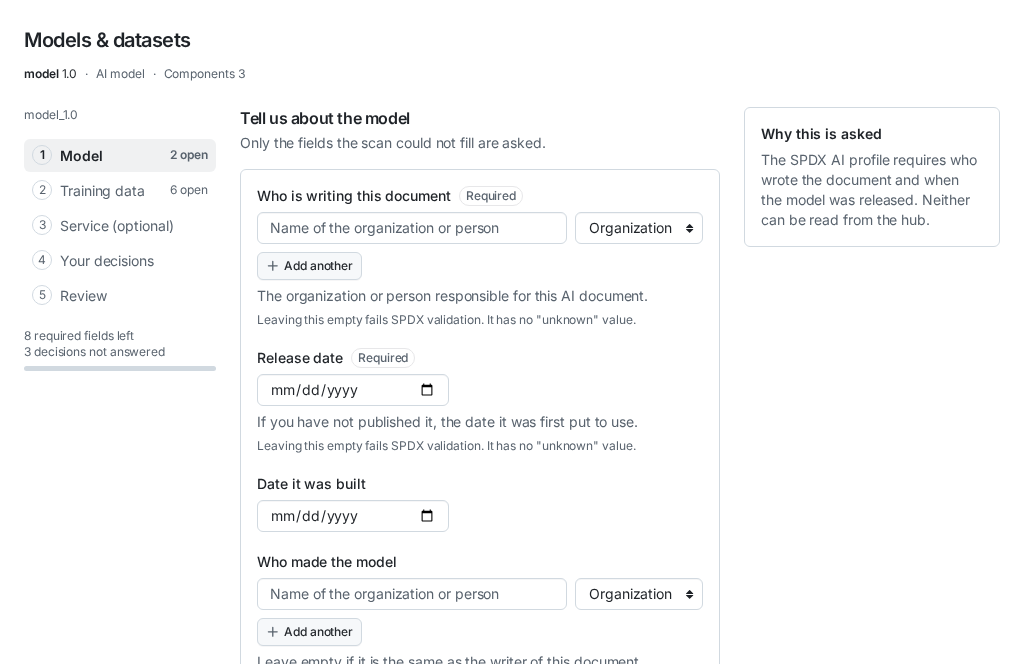 Models & datasets
model 1.0 · AI model · Components 3
model_1.0
1 Model 2 open
2 Training data 6 open
3 Service (optional)
4 Your decisions
5 Review
8 required fields left
3 decisions not answered
Tell us about the model
Only the fields the scan could not fill are asked.
Who is writing this document Required
Name of the organization or person Organization
+ Add another
The organization or person responsible for this AI document.
Leaving this empty fails SPDX validation. It has no "unknown" value.
Release date Required
mm/dd/yyyy
If you have not published it, the date it was first put to use.
Leaving this empty fails SPDX validation. It has no "unknown" value.
Date it was built
mm/dd/yyyy
Who made the model
Name of the organization or person Organization
+ Add another
Leave empty if it is the same as the writer of this document.
Why this is asked
The SPDX AI profile requires who
wrote the document and when
the model was released. Neither
can be read from the hub.